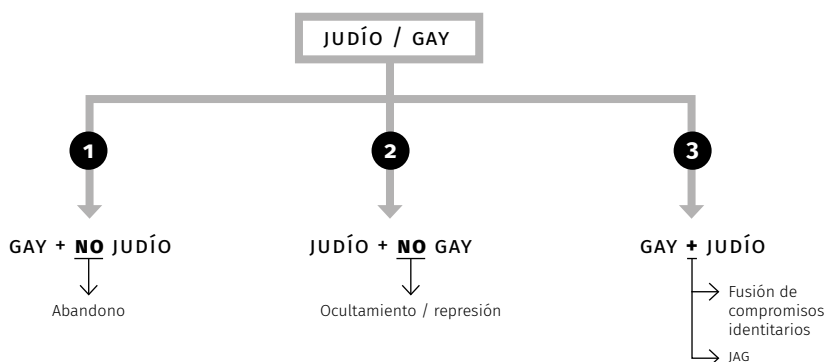 JUDÍO / GAY
1
2
3
GAY + NO JUDÍO
JUDÍO + NO GAY
GAY + JUDÍO
Abandono
Ocultamiento / represión
Fusión de
compromisos
identitarios
JAG